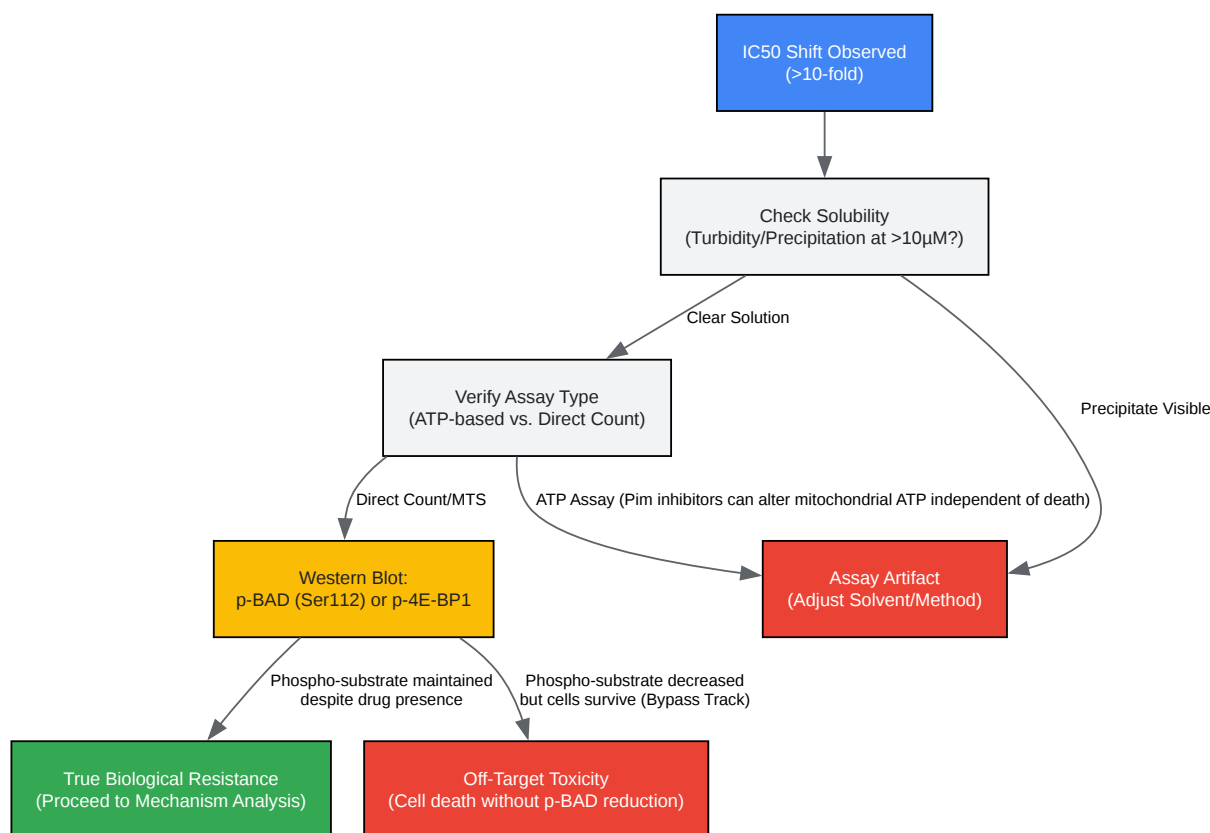 IC50 Shift Observed
(>10-fold)
Check Solubility
(Turbidity/Precipitation at >10µM?)
Clear Solution
Precipitate Visible
Verify Assay Type
(ATP-based vs. Direct Count)
Direct Count/MTS
ATP Assay (Pim inhibitors can alter mitochondrial ATP independent of death)
Western Blot:
p-BAD (Ser112) or p-4E-BP1
Assay Artifact
(Adjust Solvent/Method)
Phospho-substrate maintained
despite drug presence
Phospho-substrate decreased
but cells survive (Bypass Track)
True Biological Resistance
(Proceed to Mechanism Analysis)
Off-Target Toxicity
(Cell death without p-BAD reduction)